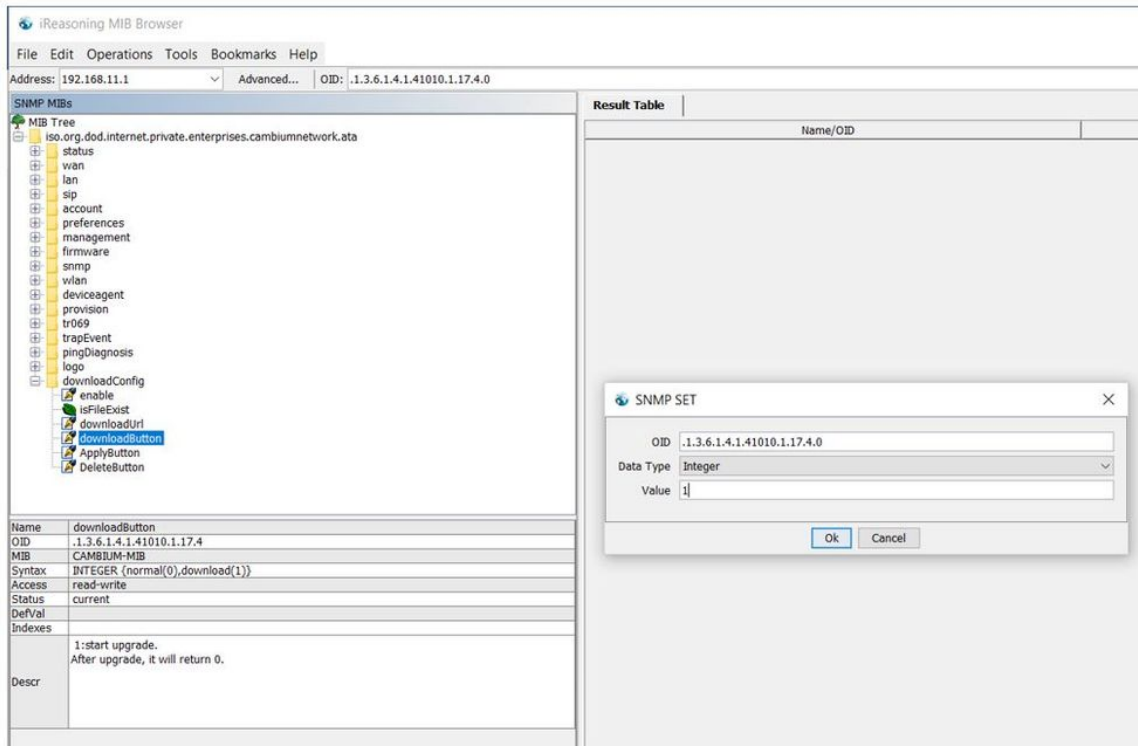 iReasoning MIB Browser
File Edit Operations Tools Bookmarks Help
Address: 192.168.11.1 Advanced... OID: .1.3.6.1.4.1.41010.1.17.4.0
SNMP MIBs
MIB Tree
iso.org.dod.internet.private.enterprises.cambiumnetwork.ata
status
wan
lan
sip
account
preferences
management
firmware
snmp
wlan
deviceagent
provision
tr069
trapEvent
pingDiagnosis
logo
downloadConfig
enable
isFileExist
downloadUrl
downloadButton
ApplyButton
DeleteButton
Name downloadButton
OID .1.3.6.1.4.1.41010.1.17.4
MIB CAMBIUM-MIB
Syntax INTEGER {normal(0),download(1)}
Access read-write
Status current
DefVal
Indexes
Descr
1:start upgrade.
After upgrade, it will return 0.
Result Table
Name/OID
SNMP SET
OID .1.3.6.1.4.1.41010.1.17.4.0
Data Type Integer
Value 1
Ok Cancel